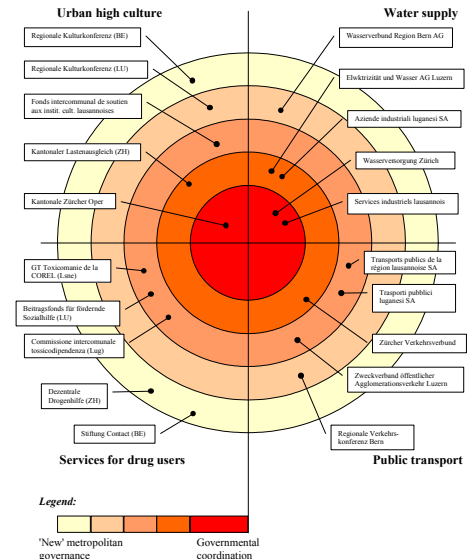 Urban high culture
Water supply
Regionale Kulturkonferenz (BE)
Regionale Kulturkonferenz (LU)
Fonds intercommunal de soutien
aux instit. cult. lausannoises
Kantonaler Lastenausgleich (ZH)
Kantonale Zürcher Oper
Wasserverbund Region Bern AG
Elwktrizität und Wasser AG Luzern
Aziende industriali luganesi SA
Wasserversorgung Zürich
Services industriels lausannois
GT Toxicomanie de la
COREL (Lsne)
Beitragsfonds für fördernde
Sozialhilfe (LU)
Commissione intercomunale
tossicodipendenza (Lug)
Dezentrale
Drogenhilfe (ZH)
Stiftung Contact (BE)
Transports publics de la
région lausannoise SA
Trasporti pubblici
luganesi SA
Zürcher Verkehrsverbund
Zweckverband öffentlicher
Agglomerationsverkehr Luzern
Regionale Verkehrs-
konferenz Bern
Services for drug users
Public transport
Legend:
'New' metropolitan
governance
Governmental
coordination